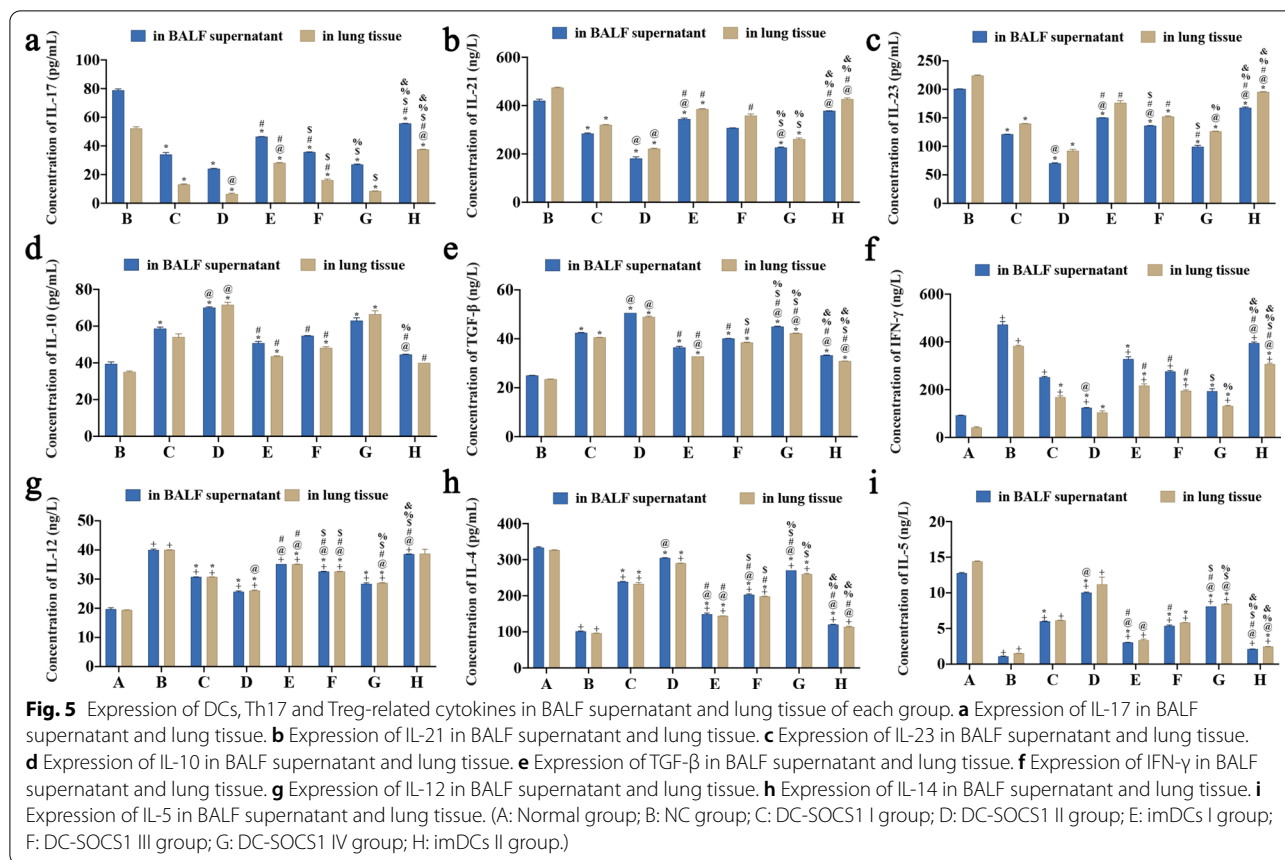 a
in BALF supernatant in lung tissue
Concentration of IL-17 (pg/mL)
100
80
60
40
20
0
* * @ * # * # @ * $ # * $ # * % $ * $ & % $ # @ * & % $ # @ *
B C D E F G H
b
in BALF supernatant in lung tissue
Concentration of IL-21 (ng/L)
600
400
200
0
* * @ * @ * # @ * # * # % $ @ * % $ * & % # @ * & % # @
B C D E F G H
c
in BALF supernatant in lung tissue
Concentration of IL-23 (pg/mL)
250
200
150
100
50
0
* * @ * # @ # * $ # @ * # * $ # * % @ * & % $ # @ * & % # @ *
B C D E F G H
d
in BALF supernatant in lung tissue
Concentration of IL-10 (pg/mL)
80
60
40
20
0
* @ * @ * # * # # * # * * % # @ #
B C D E F G H
e
in BALF supernatant in lung tissue
Concentration of TGF-β (ng/L)
60
40
20
0
* * @ * @ * # * # # * $ # * % $ # @ * % $ # @ * & % # @ * & % $ # @ *
B C D E F G H
f
in BALF supernatant in lung tissue
Concentration of IFN-γ (ng/L)
600
400
200
0
+ + + * + @ * + * * + # * + # + # * + $ * % * + & % # @ + & % $ # @ * +
A B C D E F G H
g
in BALF supernatant in lung tissue
Concentration of IL-12 (ng/L)
50
40
30
20
10
0
+ + * + * + * + @ * + # @ + # @ * + $ # @ * + $ # @ * + * + % $ # @ * + & % $ # @ +
A B C D E F G H
h
in BALF supernatant in lung tissue
Concentration of IL-4 (pg/mL)
400
300
200
100
0
+ + * + * + @ * * + # @ * + # @ * + $ # @ * + $ # * + % $ # @ * + % $ * + & % $ # @ * + & % # @ * +
A B C D E F G H
i
in BALF supernatant in lung tissue
Concentration of IL-5 (ng/L)
20
15
10
5
0
+ + * + + @ * + + # @ * + @ + # * + * + $ # @ * + % $ @ * + & % $ # @ * + & % @ * +
A B C D E F G H
Fig. 5 Expression of DCs, Th17 and Treg-related cytokines in BALF supernatant and lung tissue of each group. a Expression of IL-17 in BALF
supernatant and lung tissue. b Expression of IL-21 in BALF supernatant and lung tissue. c Expression of IL-23 in BALF supernatant and lung tissue.
d Expression of IL-10 in BALF supernatant and lung tissue. e Expression of TGF-β in BALF supernatant and lung tissue. f Expression of IFN-γ in BALF
supernatant and lung tissue. g Expression of IL-12 in BALF supernatant and lung tissue. h Expression of IL-14 in BALF supernatant and lung tissue. i
Expression of IL-5 in BALF supernatant and lung tissue. (A: Normal group; B: NC group; C: DC-SOCS1 I group; D: DC-SOCS1 II group; E: imDCs I group;
F: DC-SOCS1 III group; G: DC-SOCS1 IV group; H: imDCs II group.)